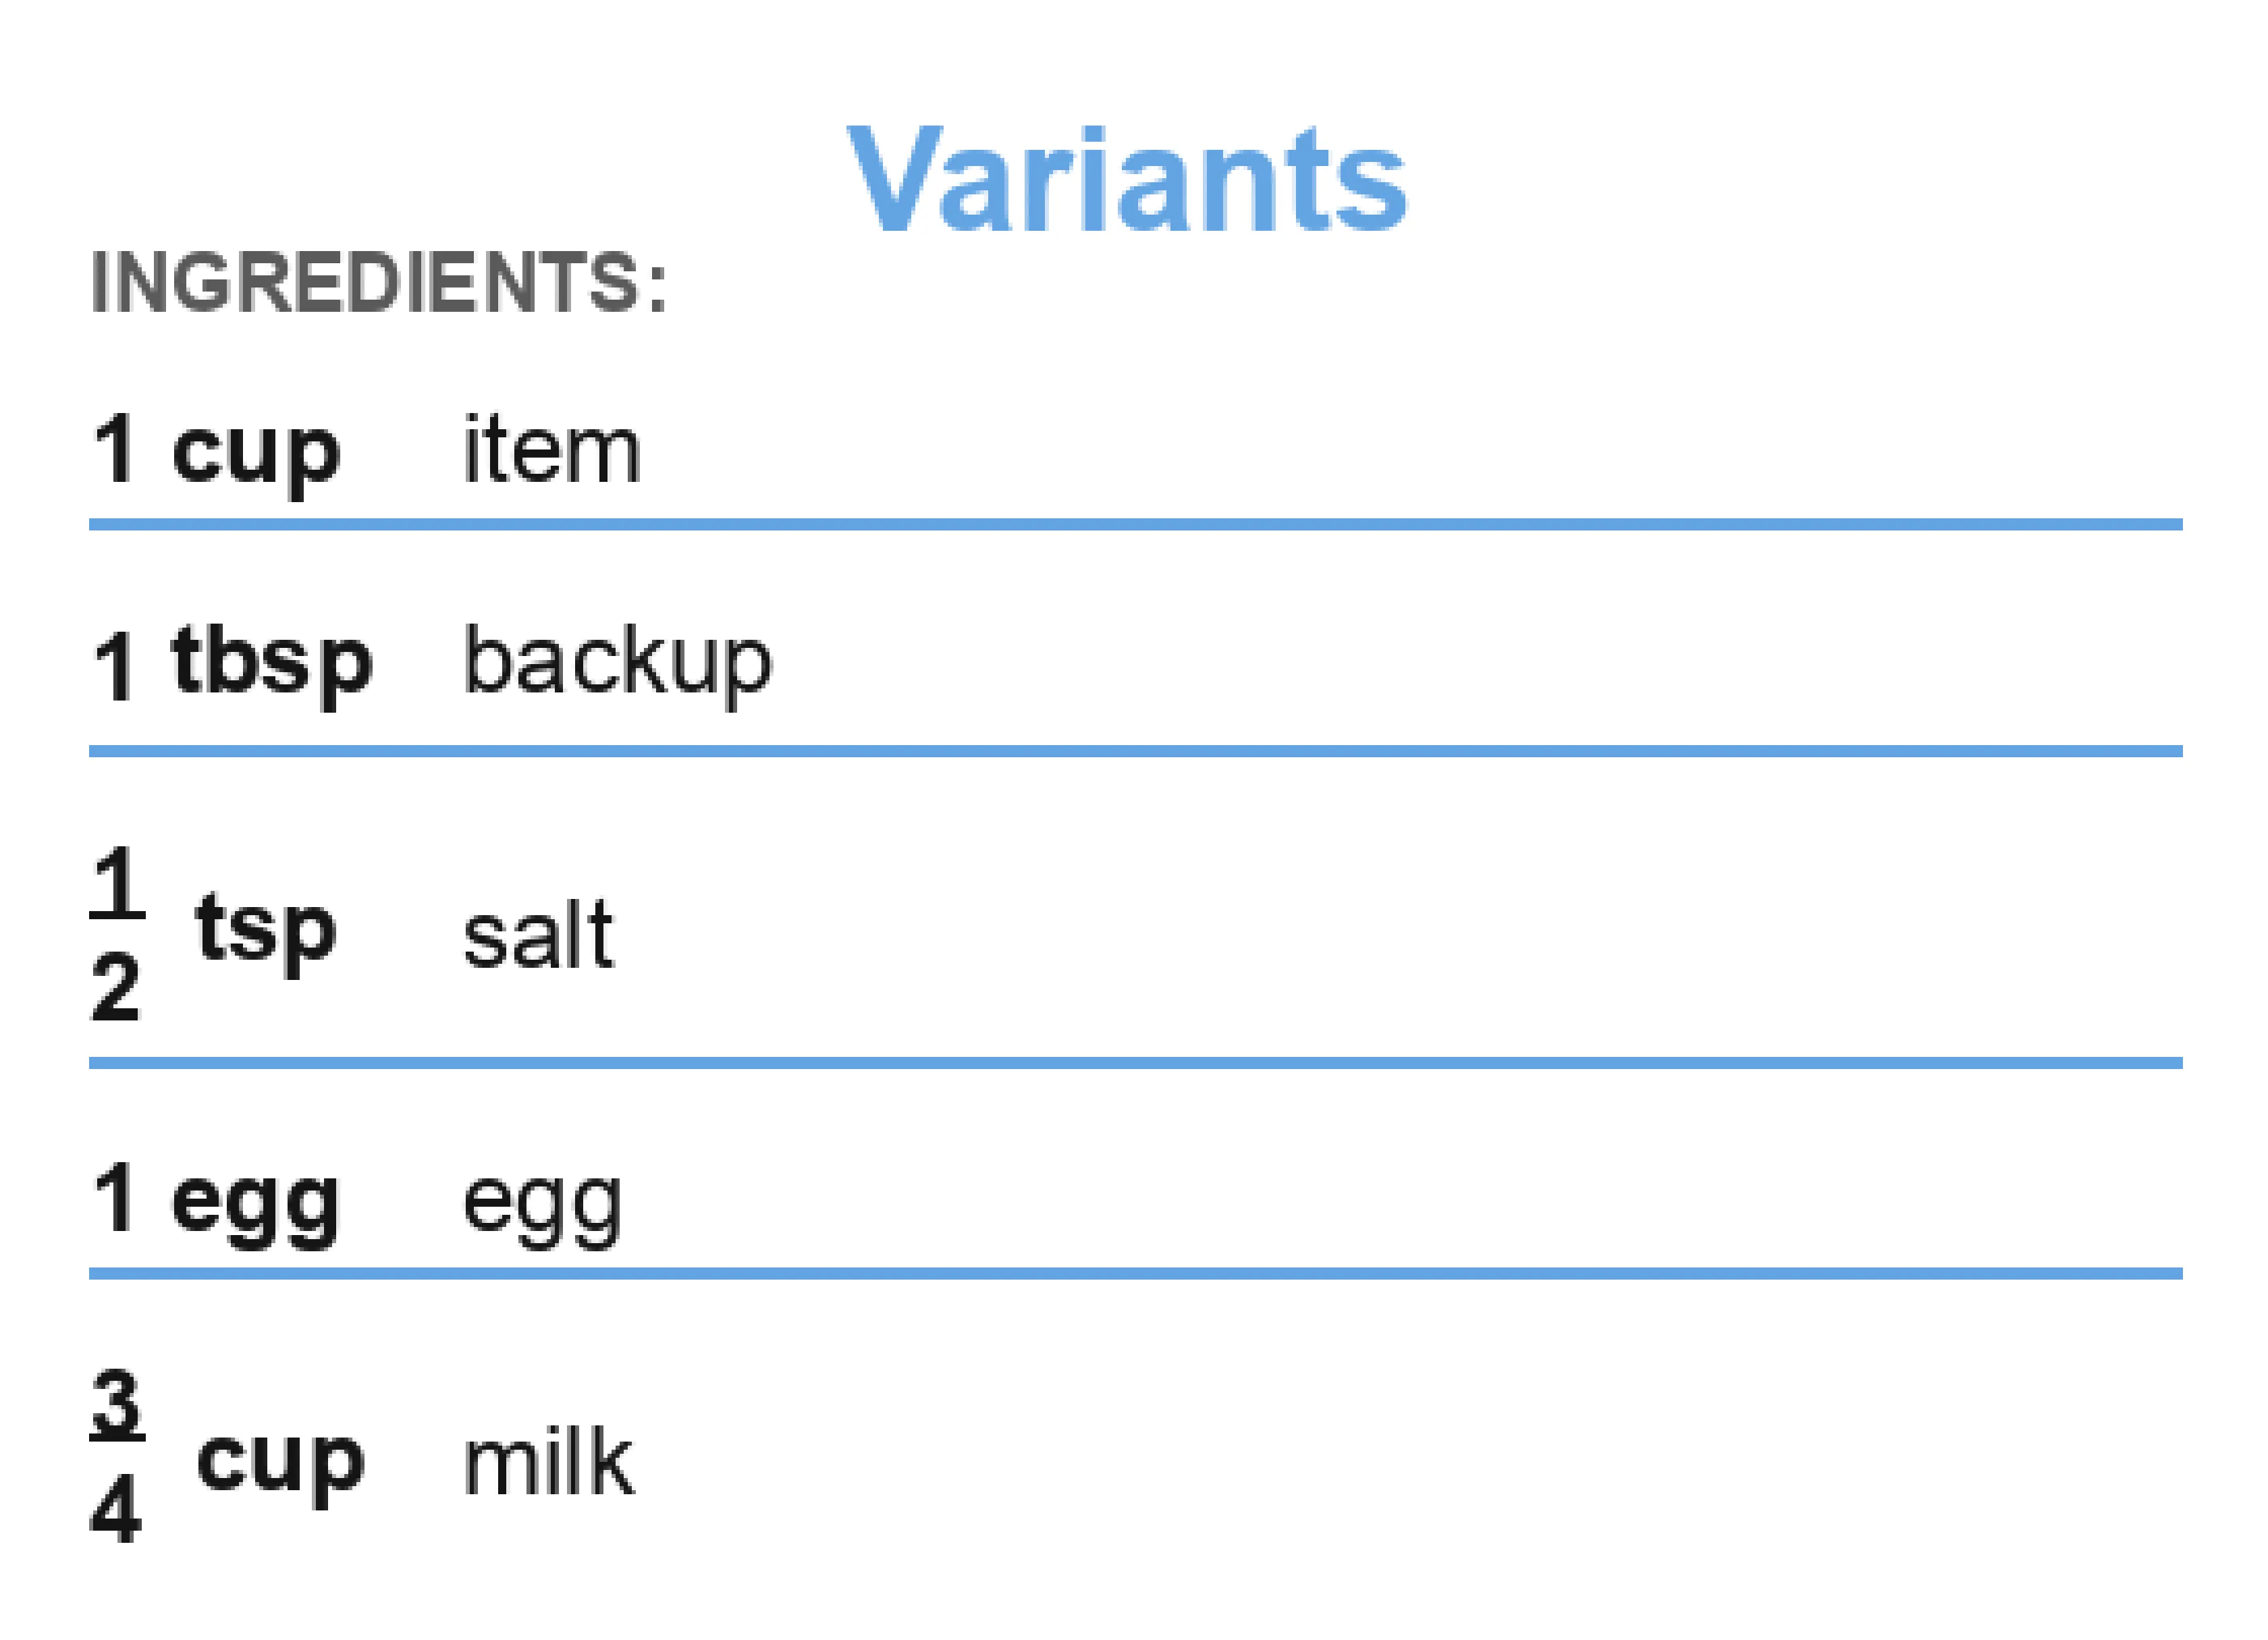 Variants
INGREDIENTS:
1 cup item
1 tbsp backup
1/2 tsp salt
1 egg egg
3/4 cup milk